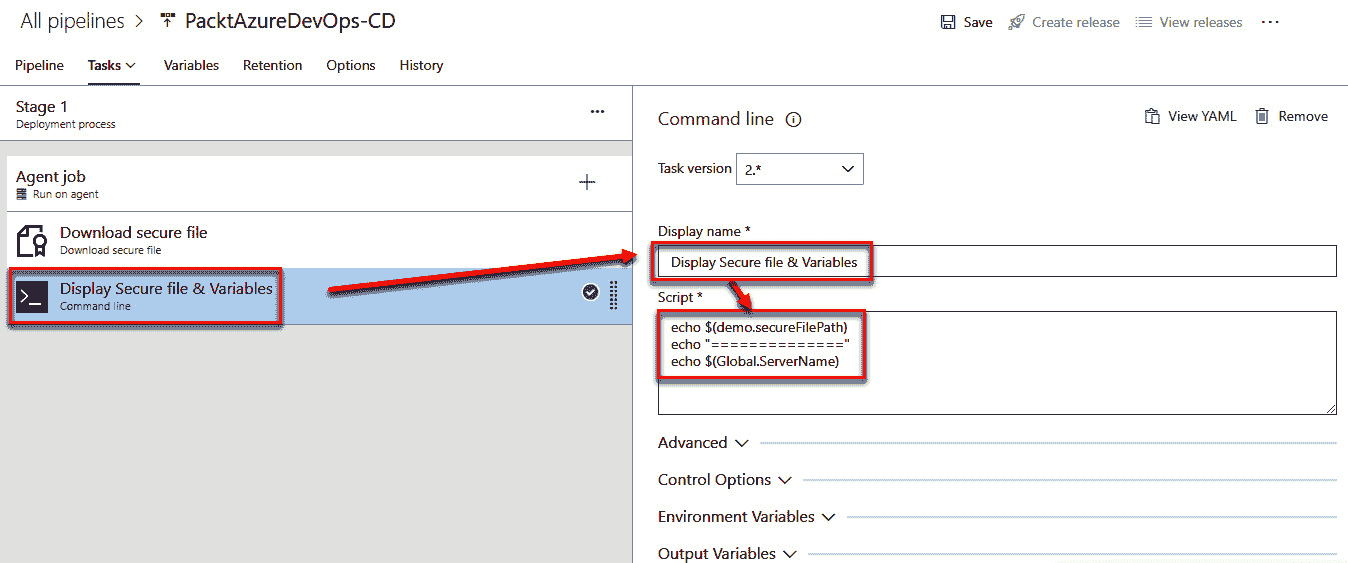 All pipelines > PacktAzureDevOps-CD
Save Create release View releases ...
Pipeline Tasks Variables Retention Options History
Stage 1
Deployment process
...
Agent job
Run on agent
Download secure file
Download secure file
Display Secure file & Variables
Command line
Command line
View YAML Remove
Task version 2.*
Display name *
Display Secure file & Variables
Script *
echo $(demo.secureFilePath)
echo "=============="
echo $(Global.ServerName)
Advanced
Control Options
Environment Variables
Output Variables